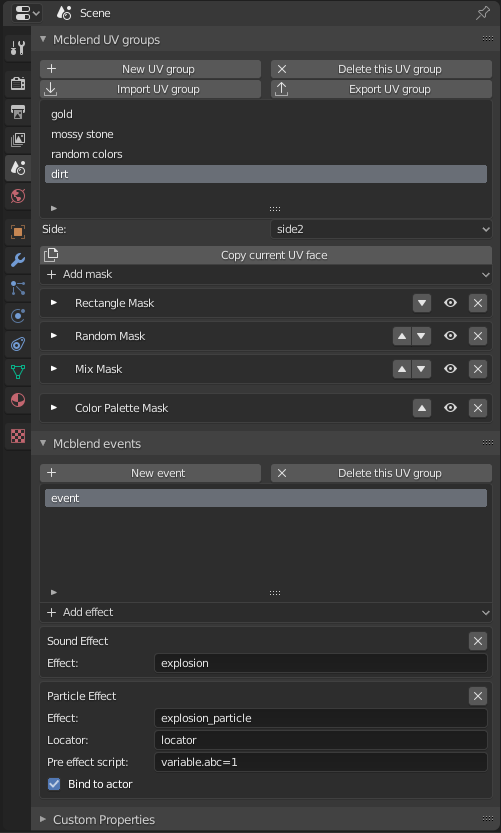 Scene
Mcblend UV groups
New UV group Delete this UV group
Import UV group Export UV group
gold
mossy stone
random colors
dirt
Side: side2
Copy current UV face
Add mask
Rectangle Mask
Random Mask
Mix Mask
Color Palette Mask
Mcblend events
New event Delete this UV group
event
Add effect
Sound Effect
Effect: explosion
Particle Effect
Effect: explosion_particle
Locator: locator
Pre effect script: variable.abc=1
Bind to actor
Custom Properties